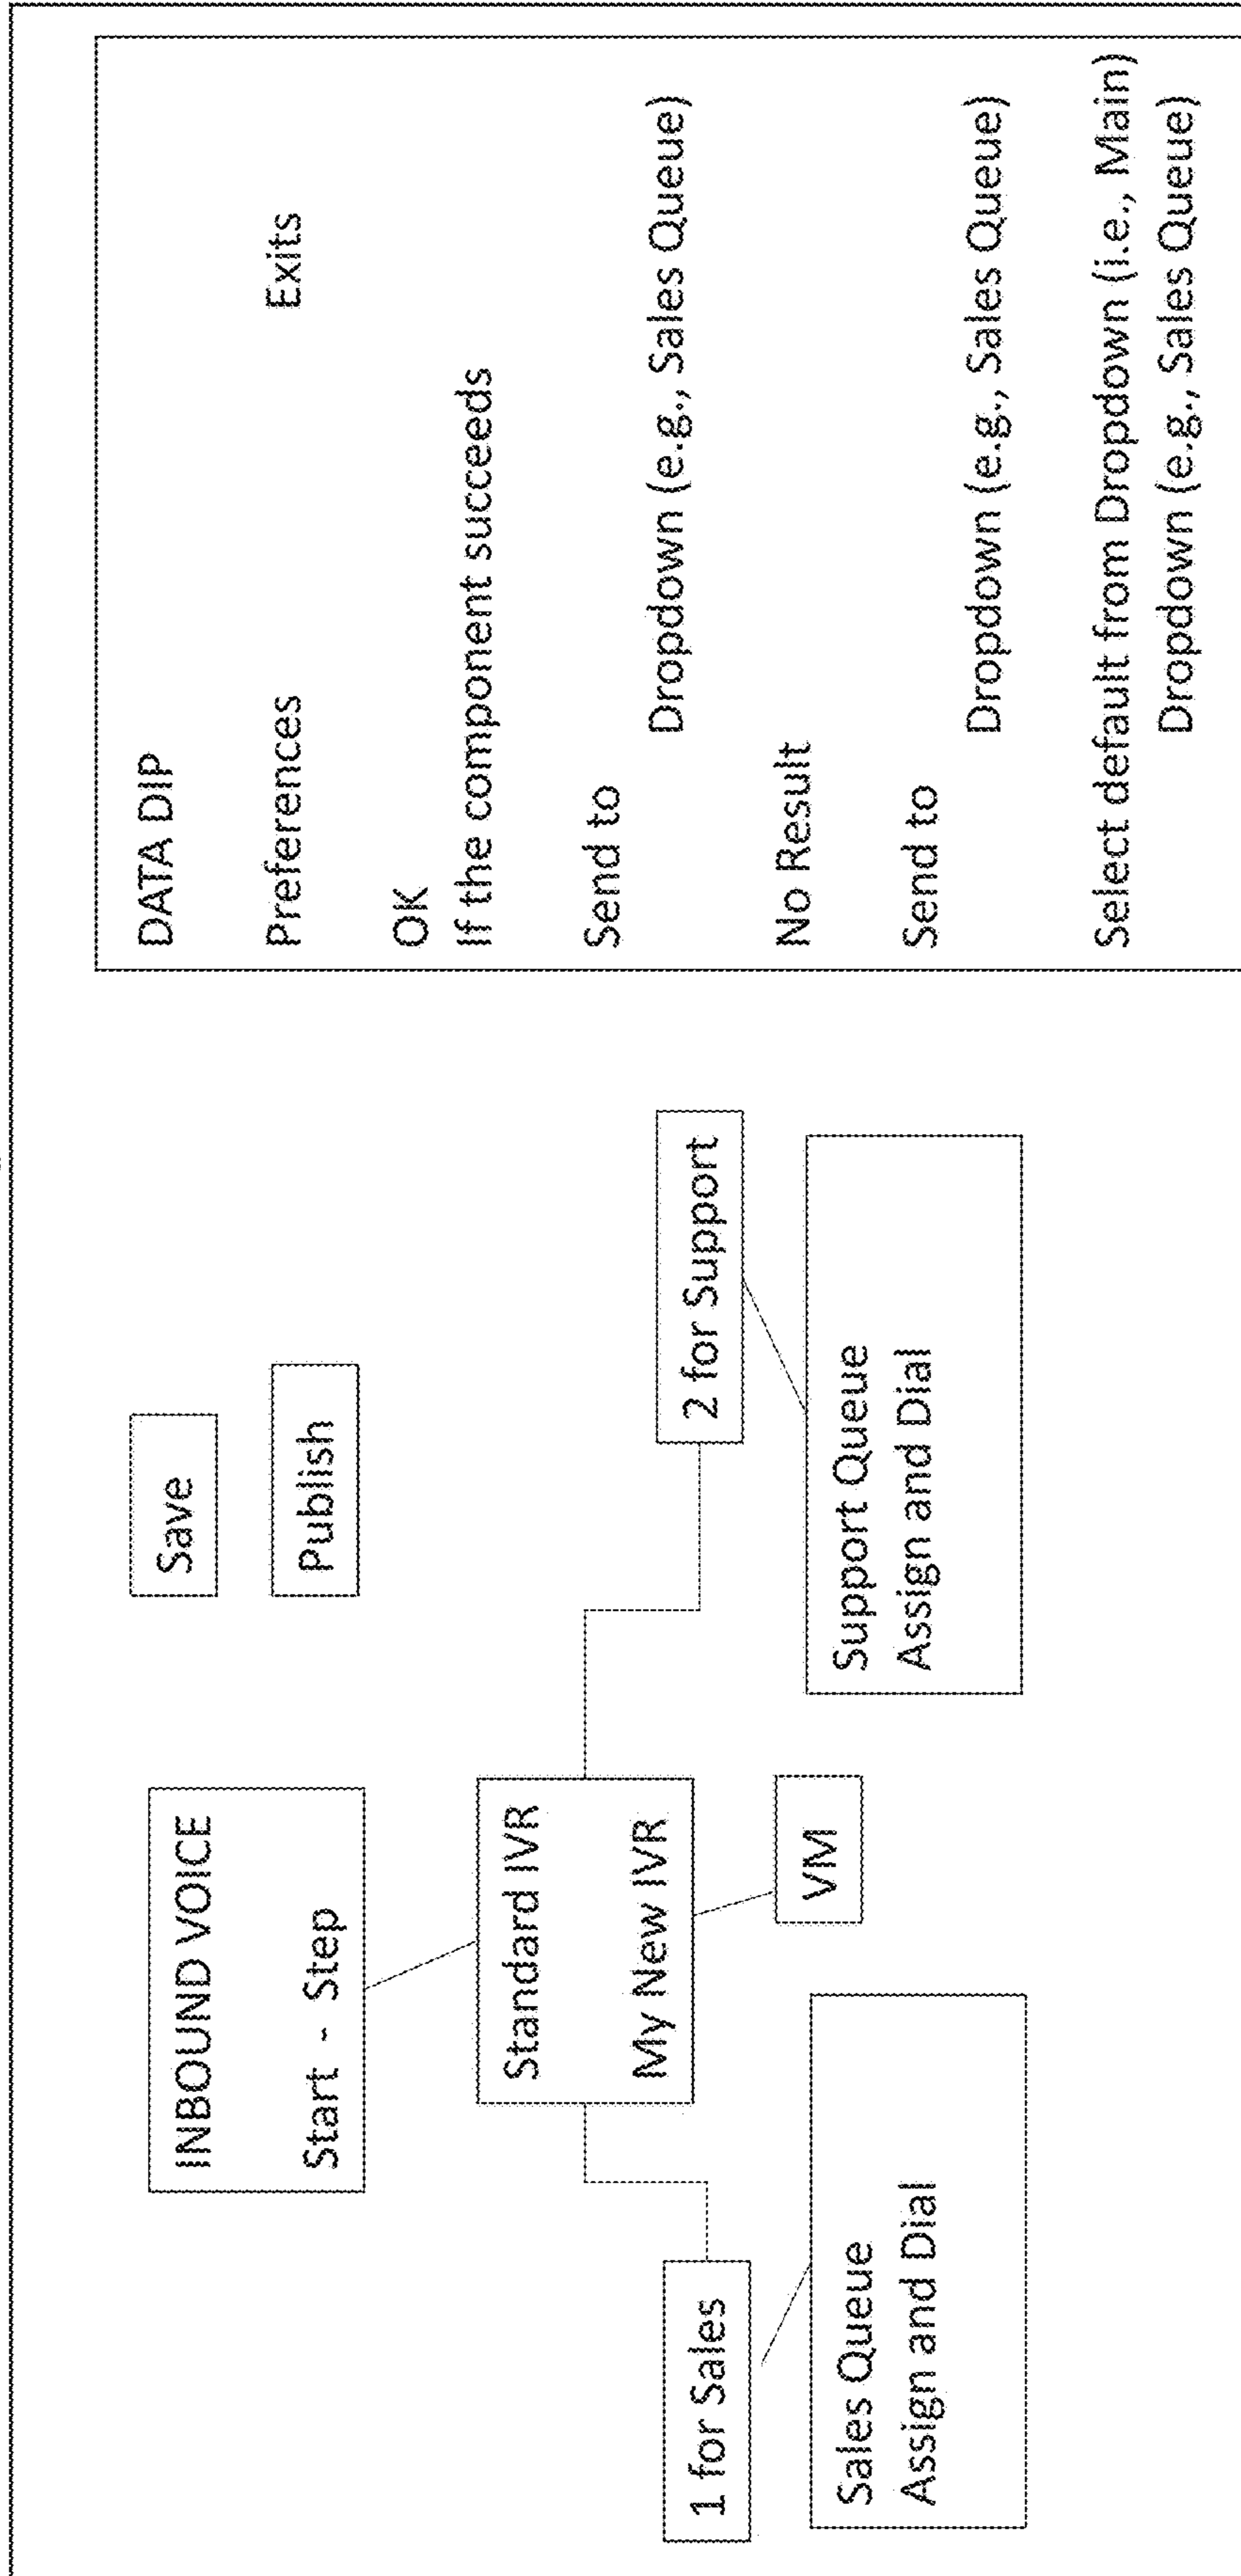 INBOUND VOICE
Start - Step
Save
Publish
Standard IVR
My New IVR
1 for Sales
2 for Support
VM
Sales Queue
Assign and Dial
Support Queue
Assign and Dial
DATA DIP
Preferences Exits
OK
If the component succeeds
Send to
Dropdown (e.g., Sales Queue)
No Result
Send to
Dropdown (e.g., Sales Queue)
Select default from Dropdown (i.e., Main)
Dropdown (e.g., Sales Queue)